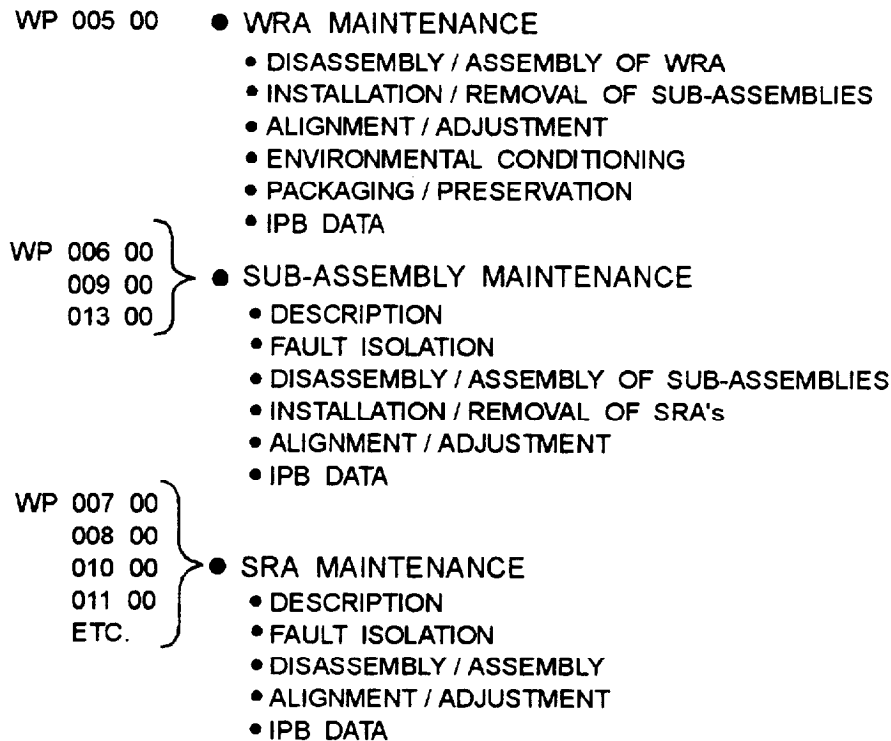 WP 005 00 ● WRA MAINTENANCE
• DISASSEMBLY / ASSEMBLY OF WRA
• INSTALLATION / REMOVAL OF SUB-ASSEMBLIES
• ALIGNMENT / ADJUSTMENT
• ENVIRONMENTAL CONDITIONING
• PACKAGING / PRESERVATION
• IPB DATA
WP 006 00
009 00
013 00
● SUB-ASSEMBLY MAINTENANCE
• DESCRIPTION
• FAULT ISOLATION
• DISASSEMBLY / ASSEMBLY OF SUB-ASSEMBLIES
• INSTALLATION / REMOVAL OF SRA's
• ALIGNMENT / ADJUSTMENT
• IPB DATA
WP 007 00
008 00
010 00
011 00
ETC.
● SRA MAINTENANCE
• DESCRIPTION
• FAULT ISOLATION
• DISASSEMBLY / ASSEMBLY
• ALIGNMENT / ADJUSTMENT
• IPB DATA